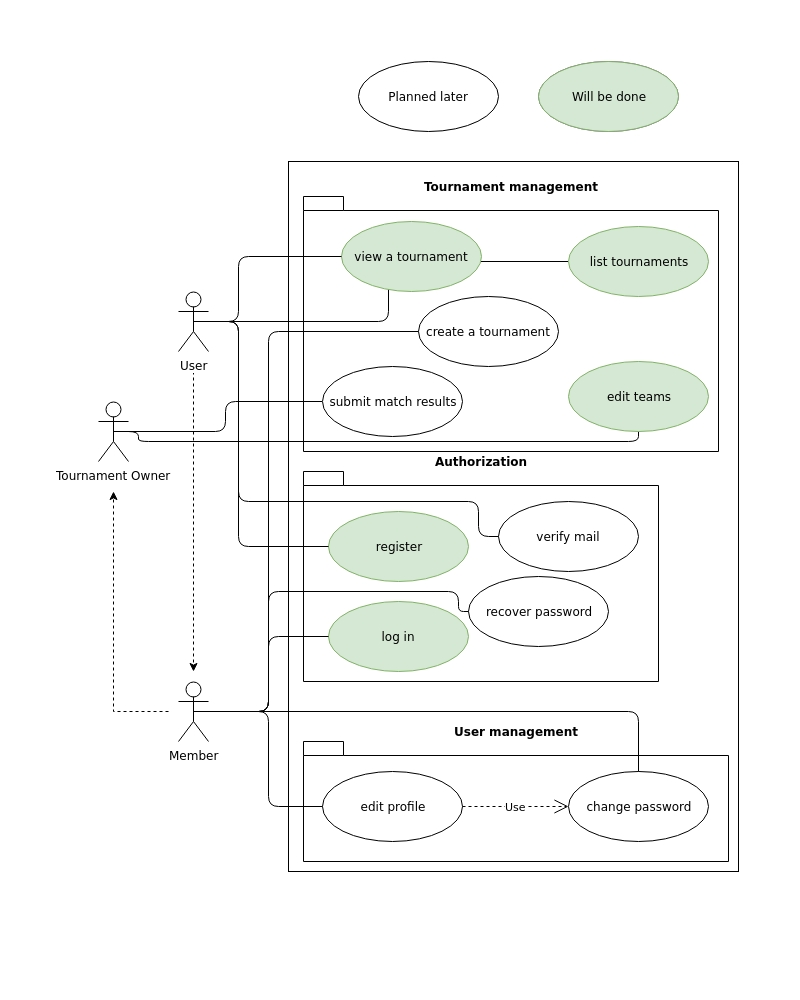 Planned later
Will be done
Tournament management
view a tournament
list tournaments
create a tournament
User
submit match results
edit teams
Tournament Owner
Authorization
verify mail
register
recover password
log in
Member
User management
edit profile
Use
change password